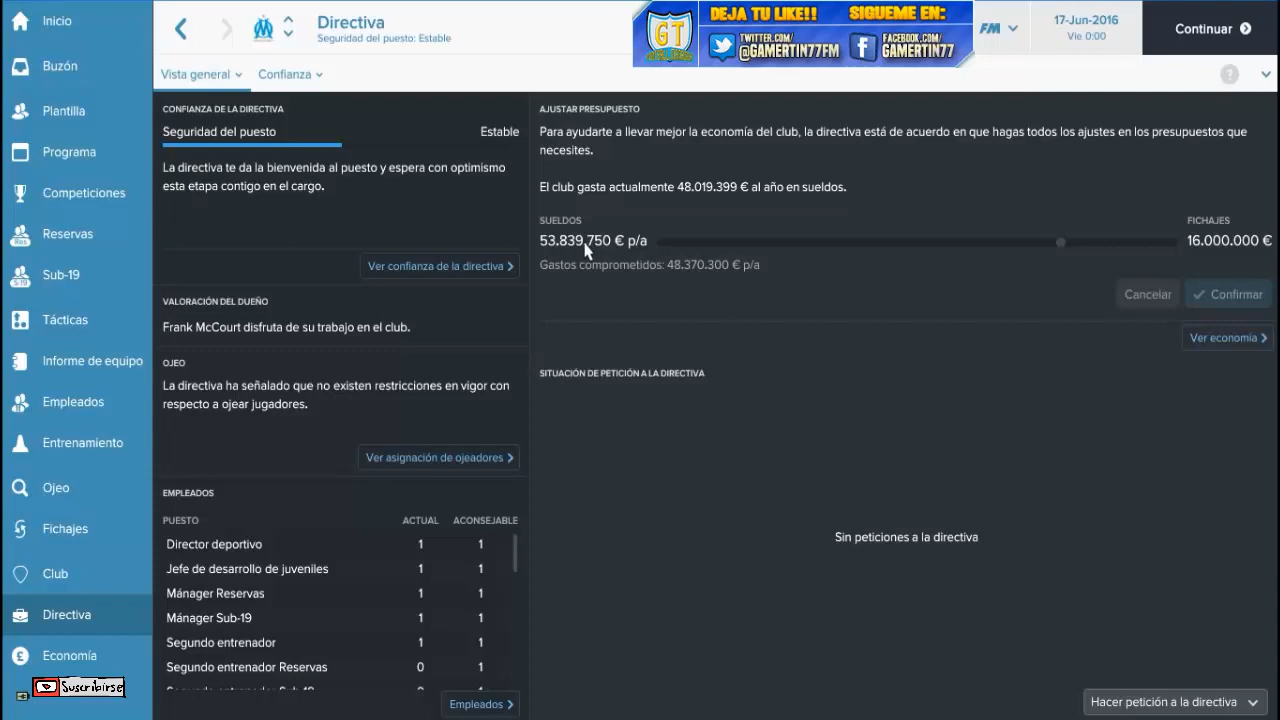 Inicio
Buzón
Plantilla
Programa
Competiciones
Reservas
Sub-19
Tácticas
Informe de equipo
Empleados
Entrenamiento
Ojeo
Fichajes
Club
Directiva
Economía
Suscribirse
Directiva
Seguridad del puesto: Estable
GT
DEJA TU LIKE!! SIGUEME EN:
TWITTER.COM/
@GAMERTIN77FM
FACEBOOK.COM/
GAMERTIN77
FM
17-Jun-2016
Vie 0:00
Continuar
Vista general
Confianza
?
CONFIANZA DE LA DIRECTIVA
Seguridad del puesto Estable
La directiva te da la bienvenida al puesto y espera con optimismo
esta etapa contigo en el cargo.
Ver confianza de la directiva
VALORACIÓN DEL DUEÑO
Frank McCourt disfruta de su trabajo en el club.
OJEO
La directiva ha señalado que no existen restricciones en vigor con
respecto a ojear jugadores.
Ver asignación de ojeadores
EMPLEADOS
PUESTO ACTUAL ACONSEJABLE
Director deportivo 1 1
Jefe de desarrollo de juveniles 1 1
Mánager Reservas 1 1
Mánager Sub-19 1 1
Segundo entrenador 1 1
Segundo entrenador Reservas 0 1
Empleados
AJUSTAR PRESUPUESTO
Para ayudarte a llevar mejor la economía del club, la directiva está de acuerdo en que hagas todos los ajustes en los presupuestos que
necesites.
El club gasta actualmente 48.019.399 € al año en sueldos.
SUELDOS FICHAJES
53.839.750 € p/a 16.000.000 €
Gastos comprometidos: 48.370.300 € p/a
Cancelar Confirmar
Ver economía
SITUACIÓN DE PETICIÓN A LA DIRECTIVA
Sin peticiones a la directiva
Hacer petición a la directiva